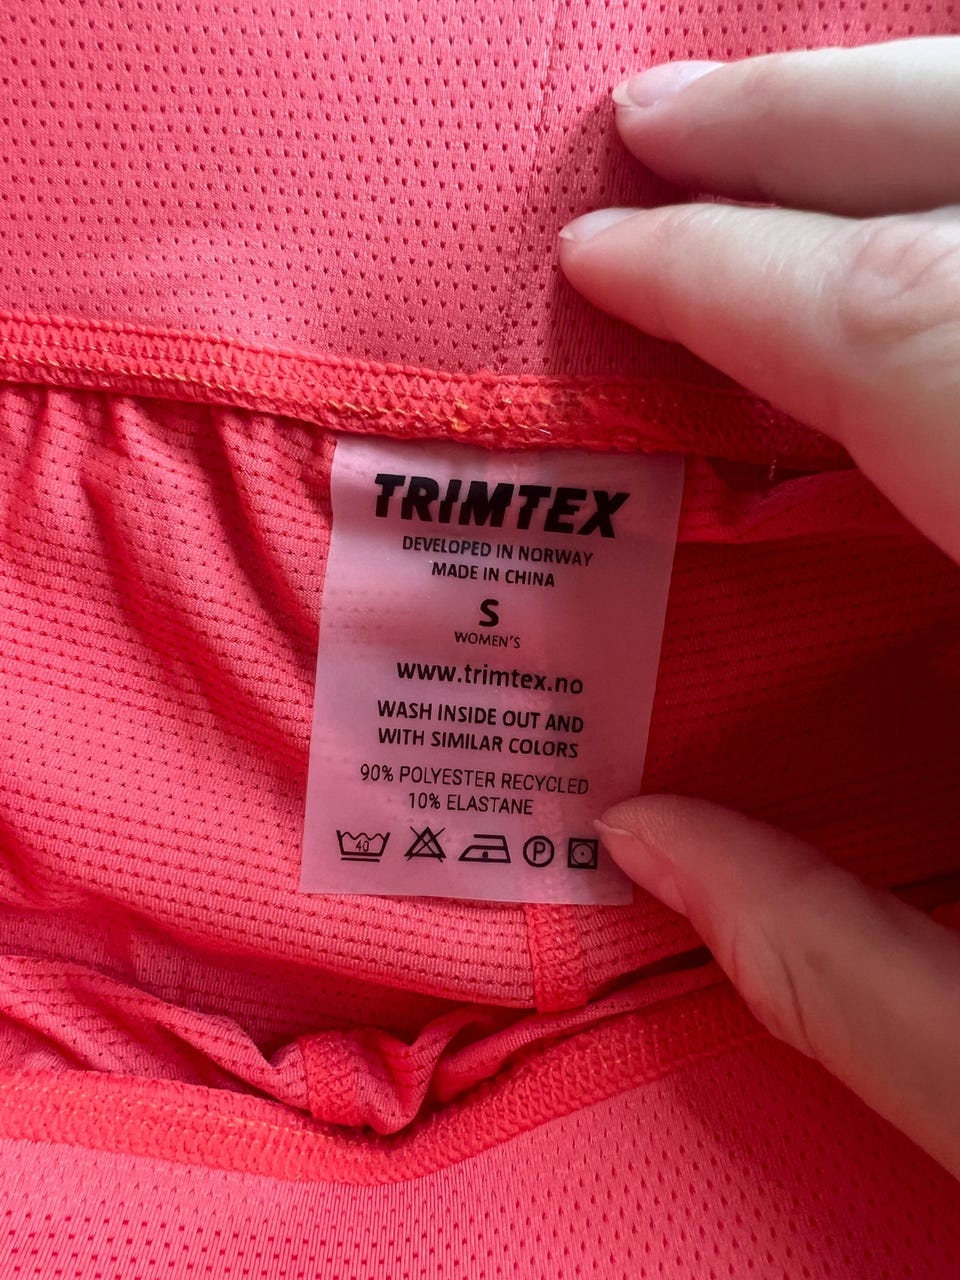 TRIMTEX
DEVELOPED IN NORWAY
MADE IN CHINA
S
WOMEN'S
www.trimtex.no
WASH INSIDE OUT AND
WITH SIMILAR COLORS
90% POLYESTER RECYCLED
10% ELASTANE
40 P